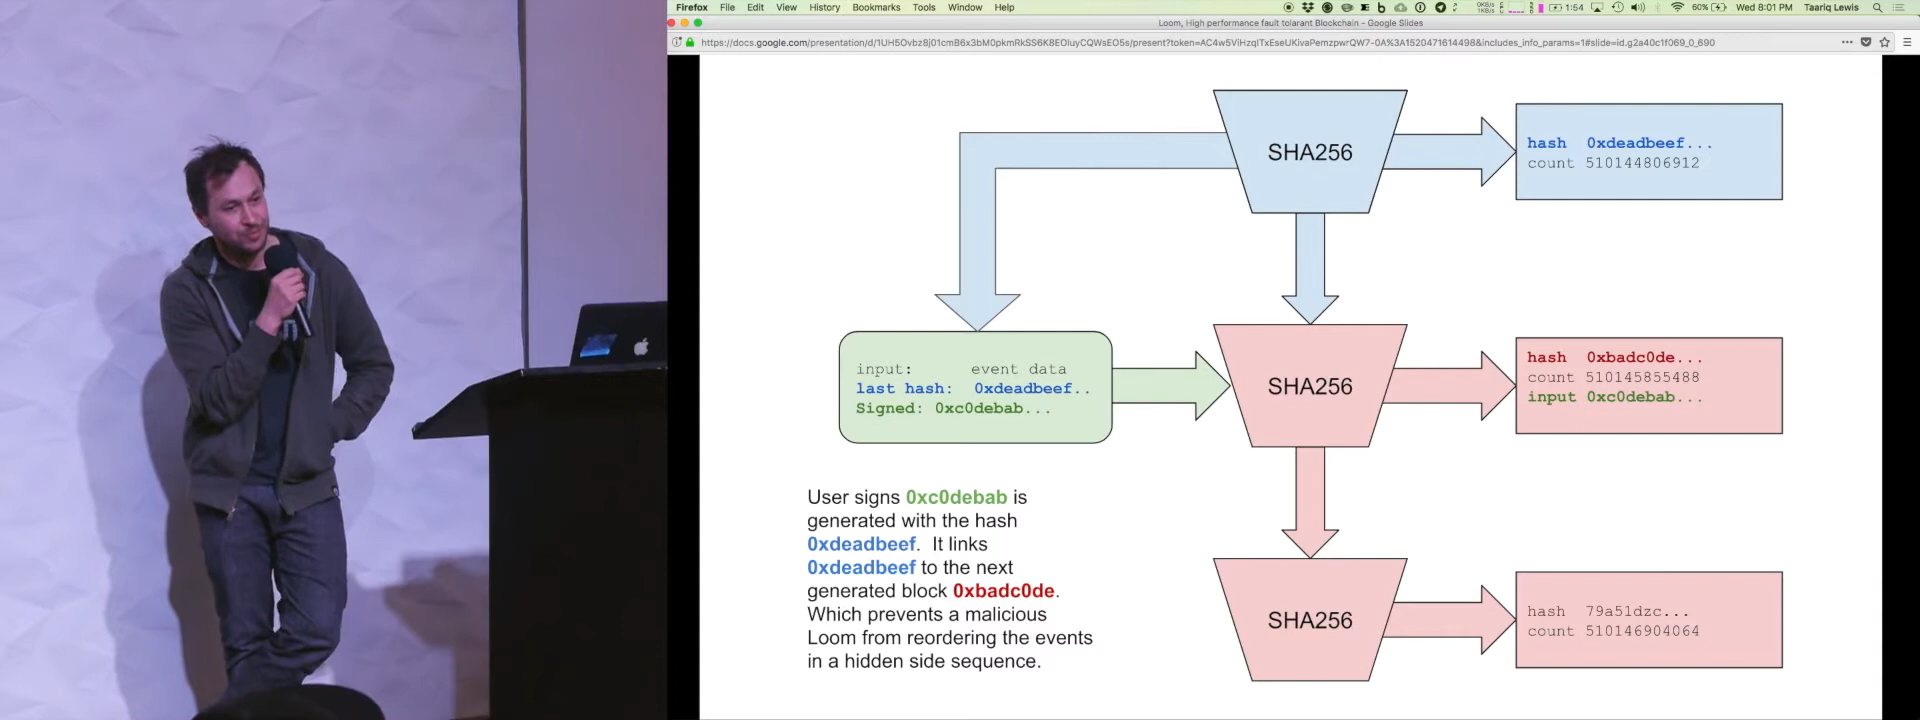 Firefox File Edit View History Bookmarks Tools Window Help
1:54 60% Wed 8:01 PM Taariq Lewis
Loom, High performance fault tolarant Blockchain - Google Slides
SHA256
hash 0xdeadbeef...
count 510144806912
input: event data
last hash: 0xdeadbeef..
Signed: 0xc0debab...
SHA256
hash 0xbadc0de...
count 510145855488
input 0xc0debab...
User signs 0xc0debab is
generated with the hash
0xdeadbeef. It links
0xdeadbeef to the next
generated block 0xbadc0de.
Which prevents a malicious
Loom from reordering the events
in a hidden side sequence.
SHA256
hash 79a51dzc...
count 510146904064